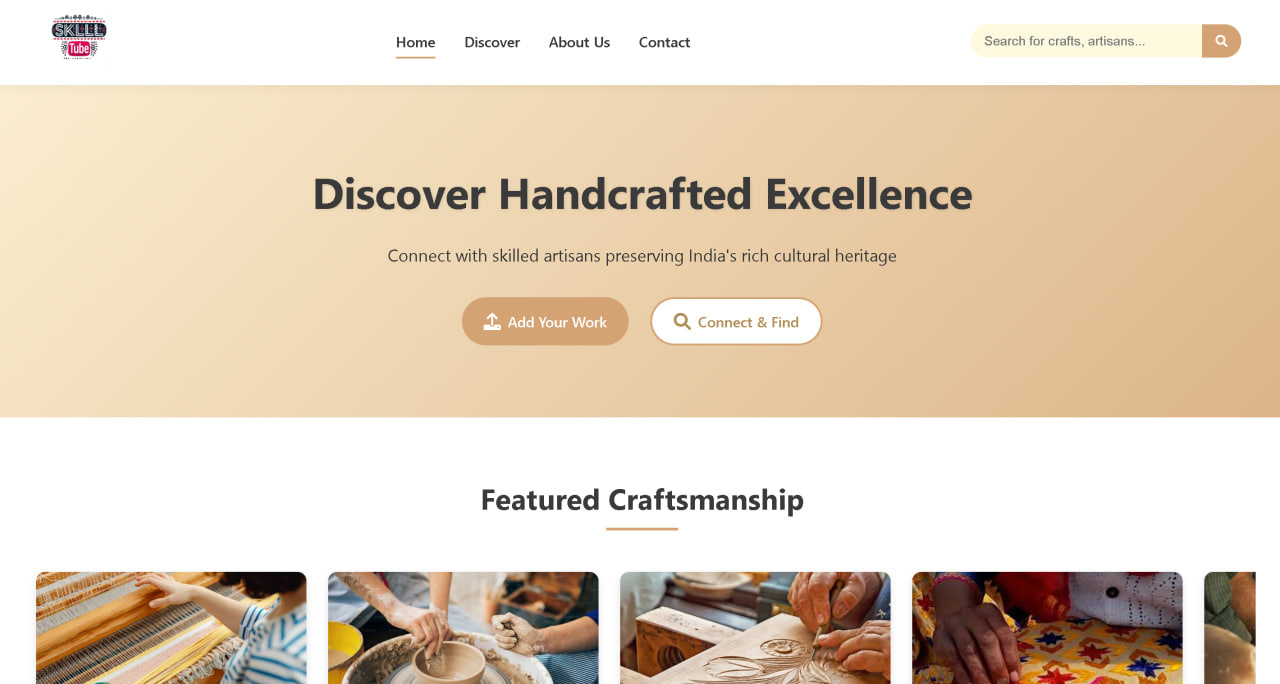 SKLLL
Tube
Home
Discover
About Us
Contact
Search for crafts, artisans...
Discover Handcrafted Excellence
Connect with skilled artisans preserving India's rich cultural heritage
Add Your Work
Connect & Find
Featured Craftsmanship